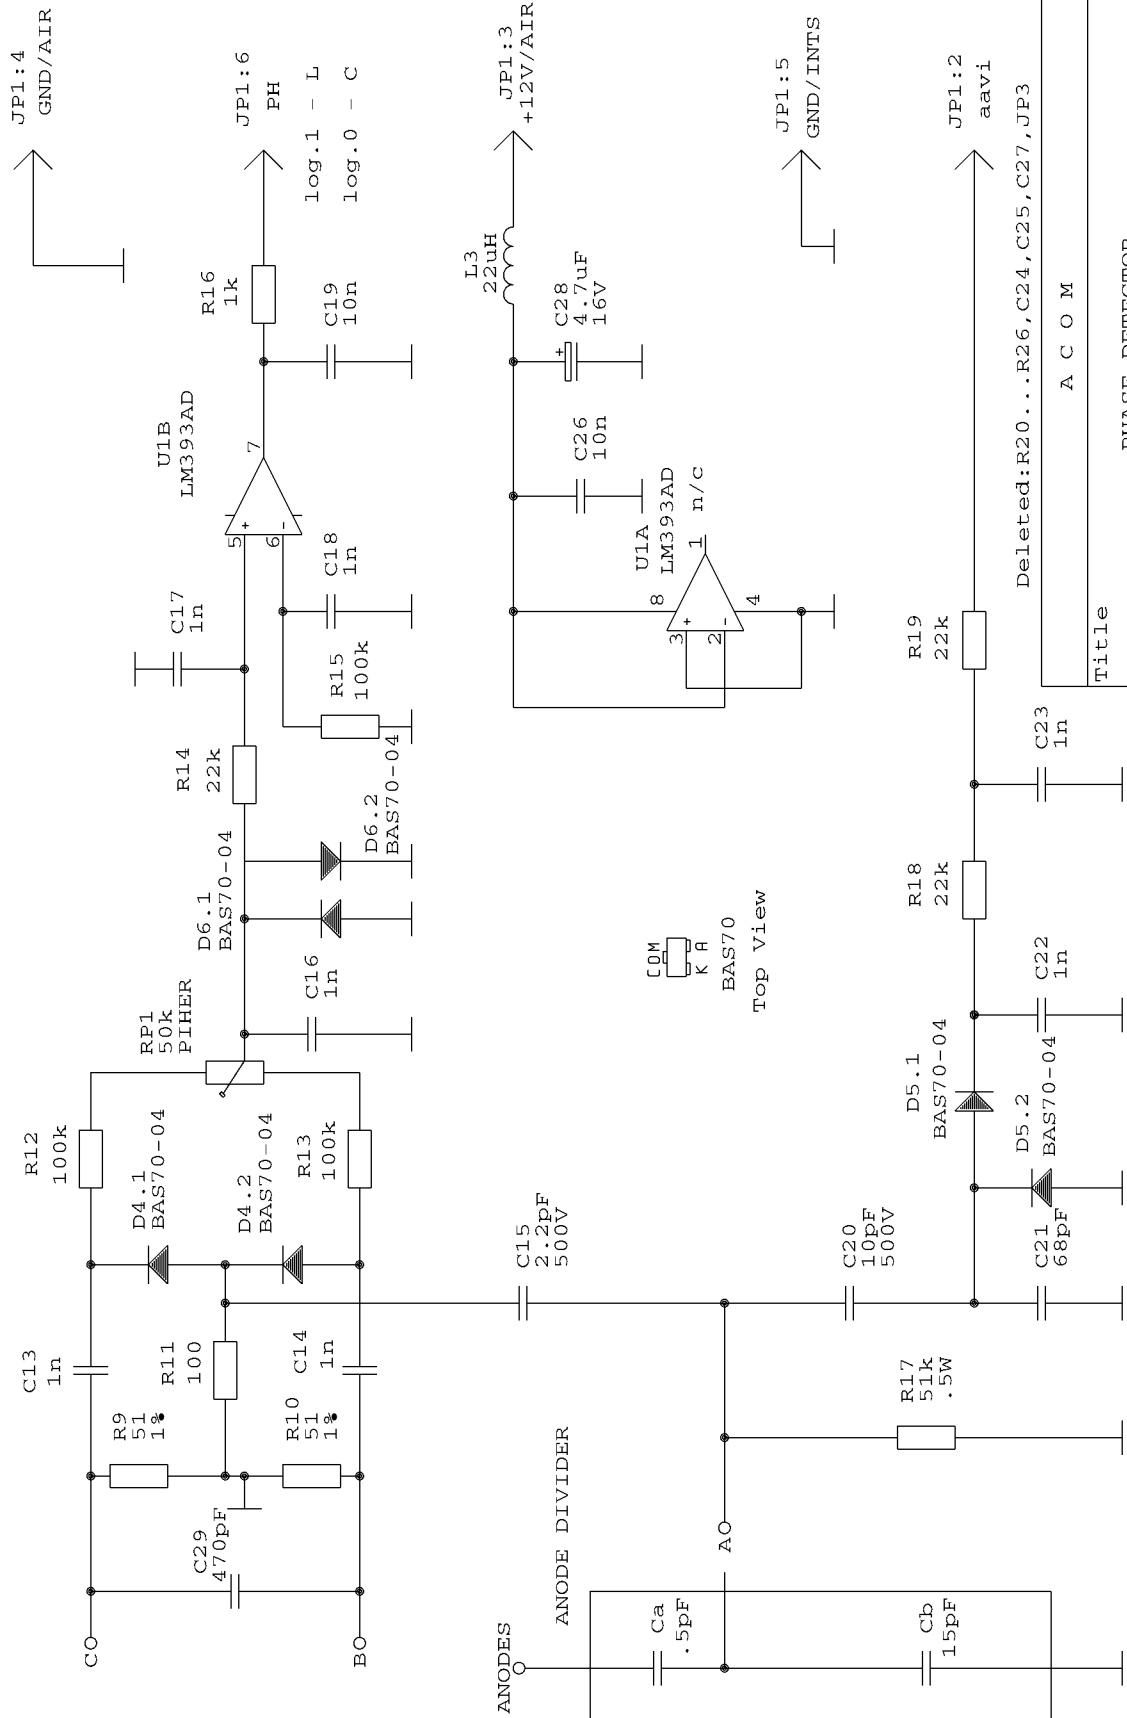 JP1:4
GND/AIR
JP1:6
PH
log.1 - L
log.0 - C
R16
1k
C19
10n
U1B
LM393AD
7
5
+
6
-
C17
1n
C18
1n
R15
100k
R14
22k
D6.1
BAS70-04
D6.2
BAS70-04
RP1
50k
PIHER
C16
1n
R12
100k
D4.1
BAS70-04
D4.2
BAS70-04
R13
100k
C13
1n
R11
100
C14
1n
R9
51
1%
R10
51
1%
C29
470pF
C
B
JP1:3
+12V/AIR
L3
22uH
C28
4.7uF
16V
+
C26
10n
U1A
LM393AD
1
n/c
8
3
+
2
-
4
JP1:5
GND/INTS
COM
K A
BAS70
Top View
C15
2.2pF
500V
C20
10pF
500V
C21
68pF
D5.1
BAS70-04
D5.2
BAS70-04
C22
1n
R18
22k
C23
1n
R19
22k
JP1:2
aavi
R17
51k
.5W
A
ANODE DIVIDER
ANODES
Ca
.5pF
Cb
15pF
Deleted:R20...R26,C24,C25,C27,JP3
A C O M
Title
PHASE DETECTOR